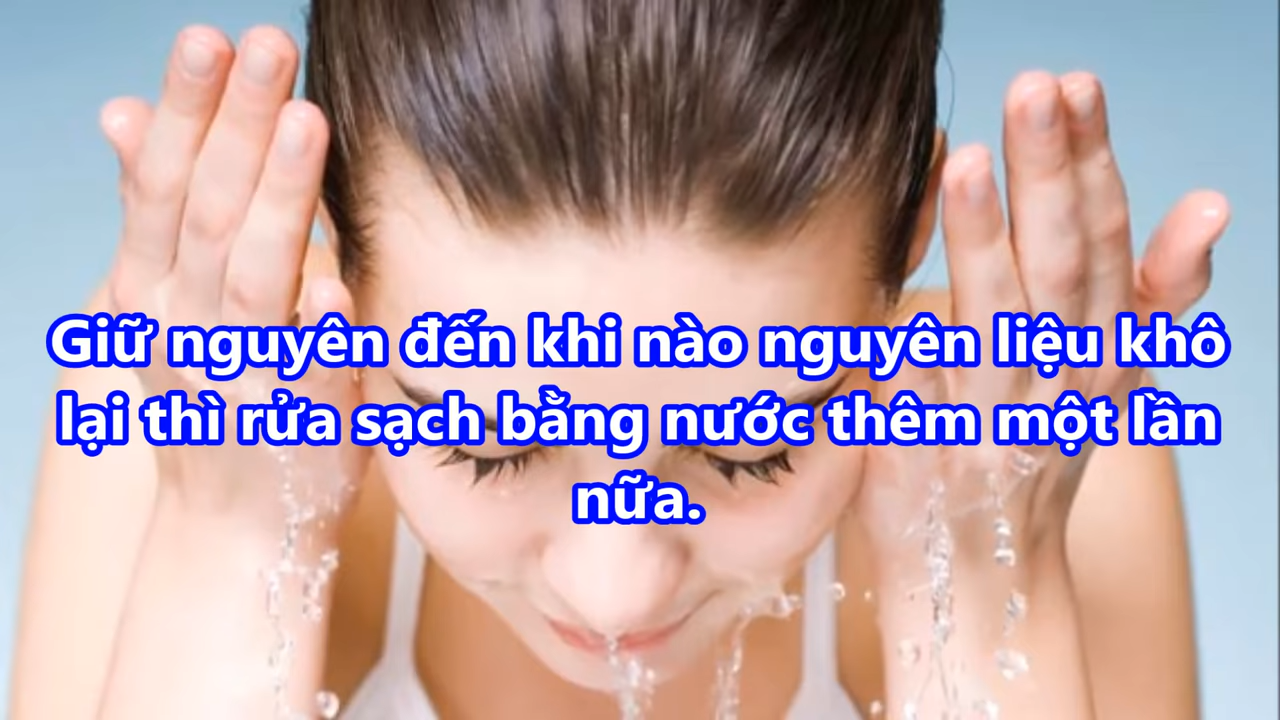 Giữ nguyên đến khi nào nguyên liệu khô
lại thì rửa sạch bằng nước thêm một lần
nữa.